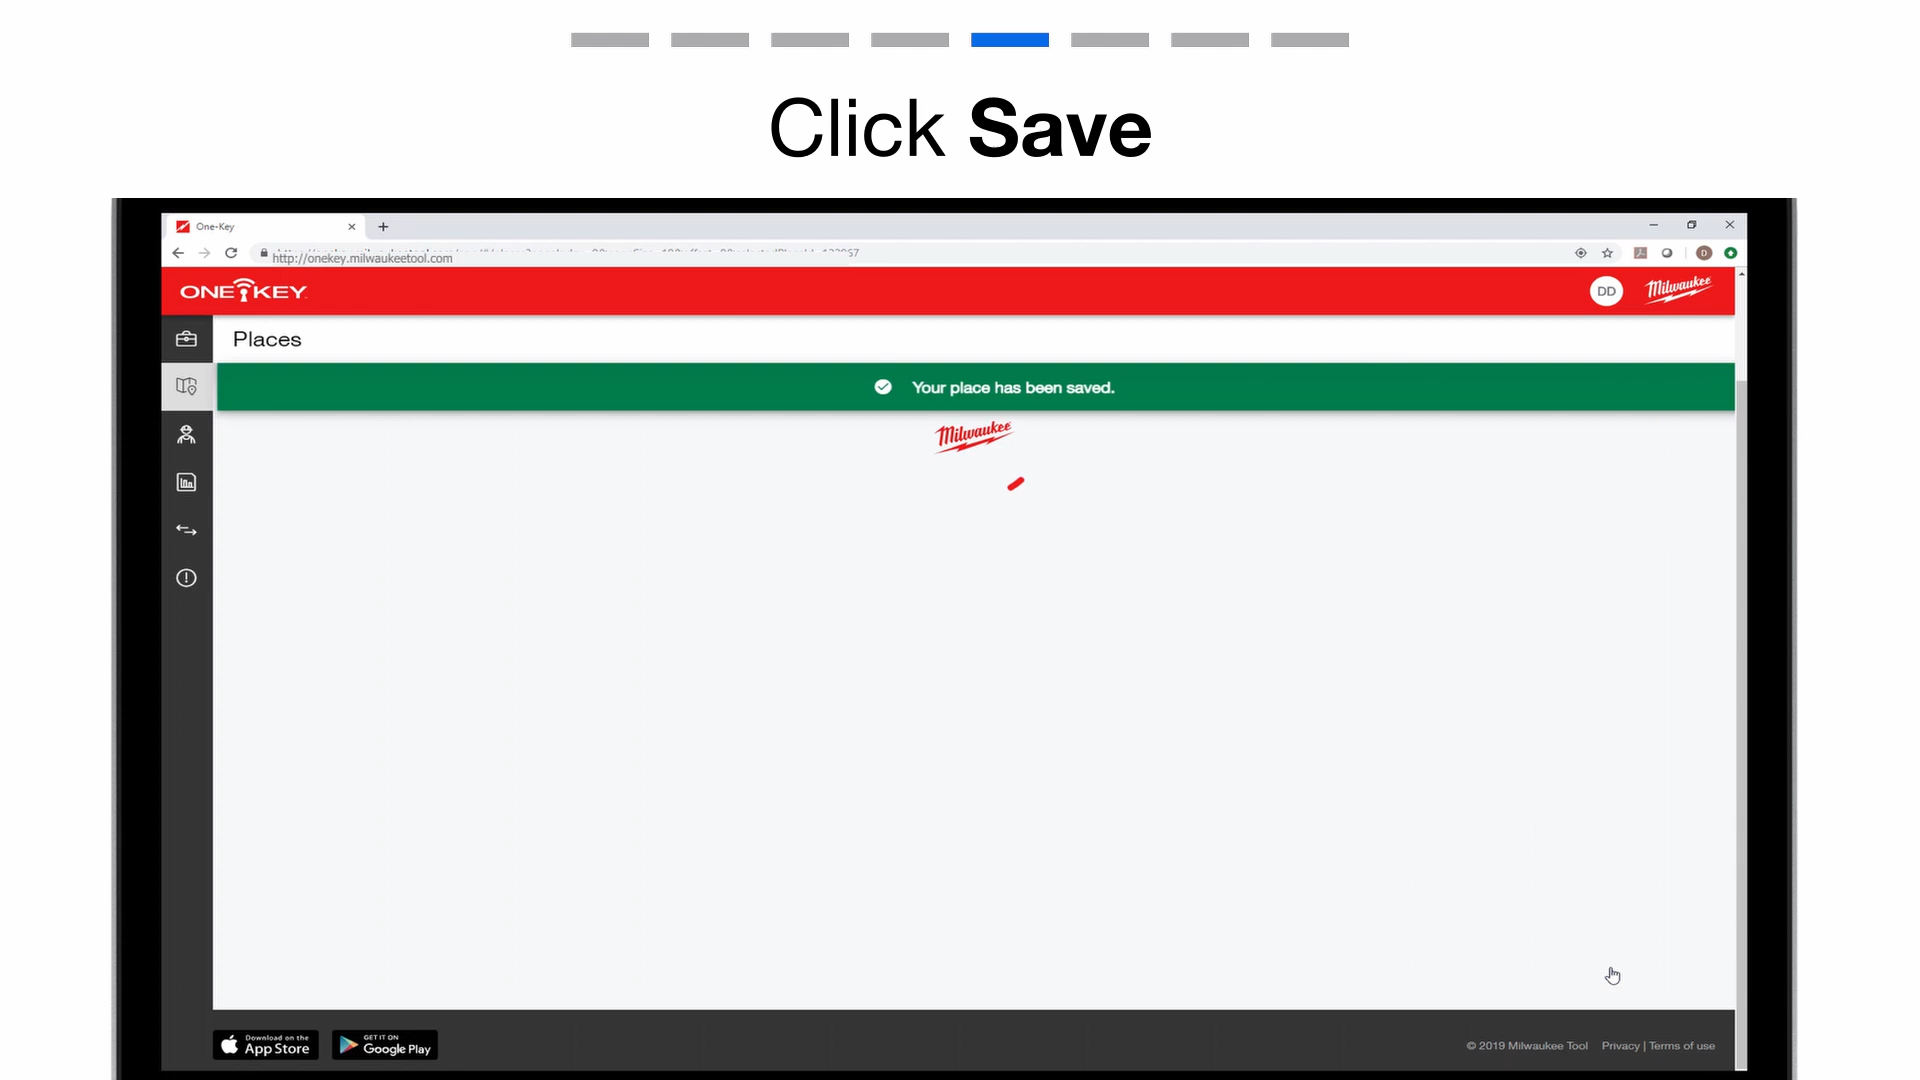 Click Save
One-Key
http://onekey.milwaukeetool.com
D
ONE KEY
DD
Milwaukee
Places
Your place has been saved.
Milwaukee
Download on the
App Store
GET IT ON
Google Play
© 2019 Milwaukee Tool Privacy | Terms of use